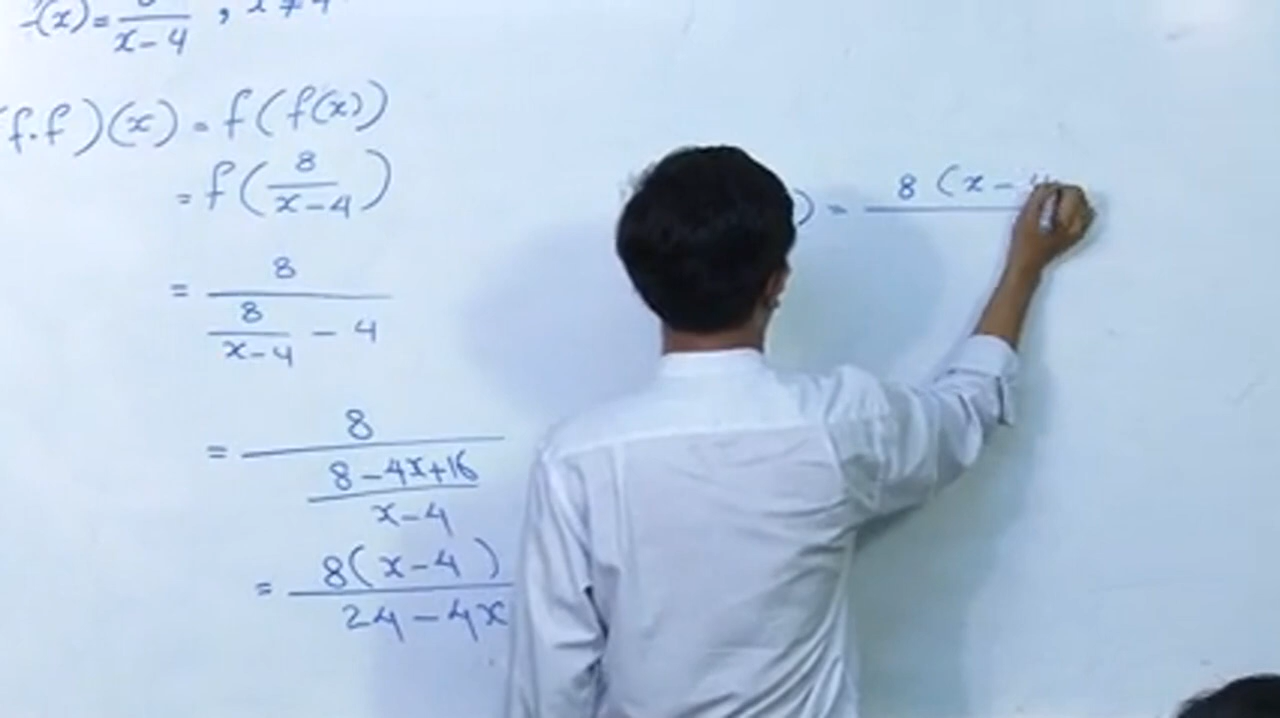 f(x) = 8/(x-4) , x ≠ 4
(f.f)(x) = f(f(x))
= f(8/(x-4))
= 8/(8/(x-4) - 4)
= 8/((8-4x+16)/(x-4))
= 8(x-4)/(24-4x)
) = 8(x-4